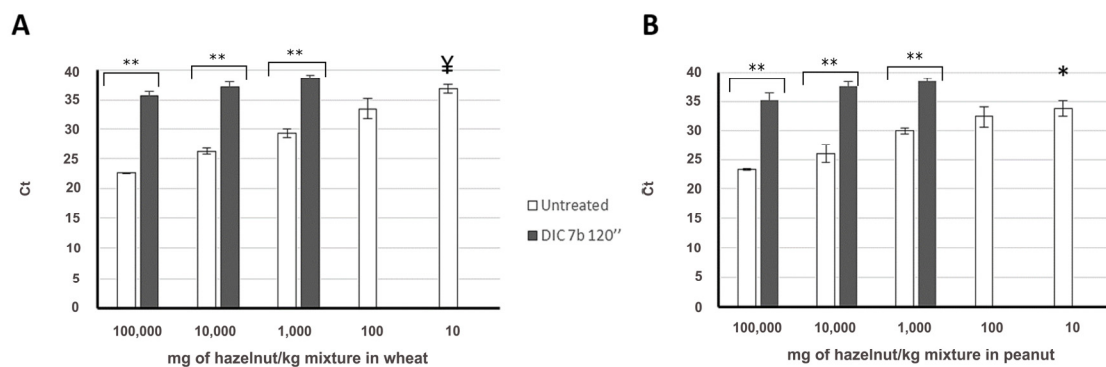 A
** ** ** ¥
40
35
30
25
20
15
10
5
0
Ct
100,000 10,000 1,000 100 10
mg of hazelnut/kg mixture in wheat
Untreated
DIC 7b 120’’
B
** ** ** *
40
35
30
25
20
15
10
5
0
Ct
100,000 10,000 1,000 100 10
mg of hazelnut/kg mixture in peanut